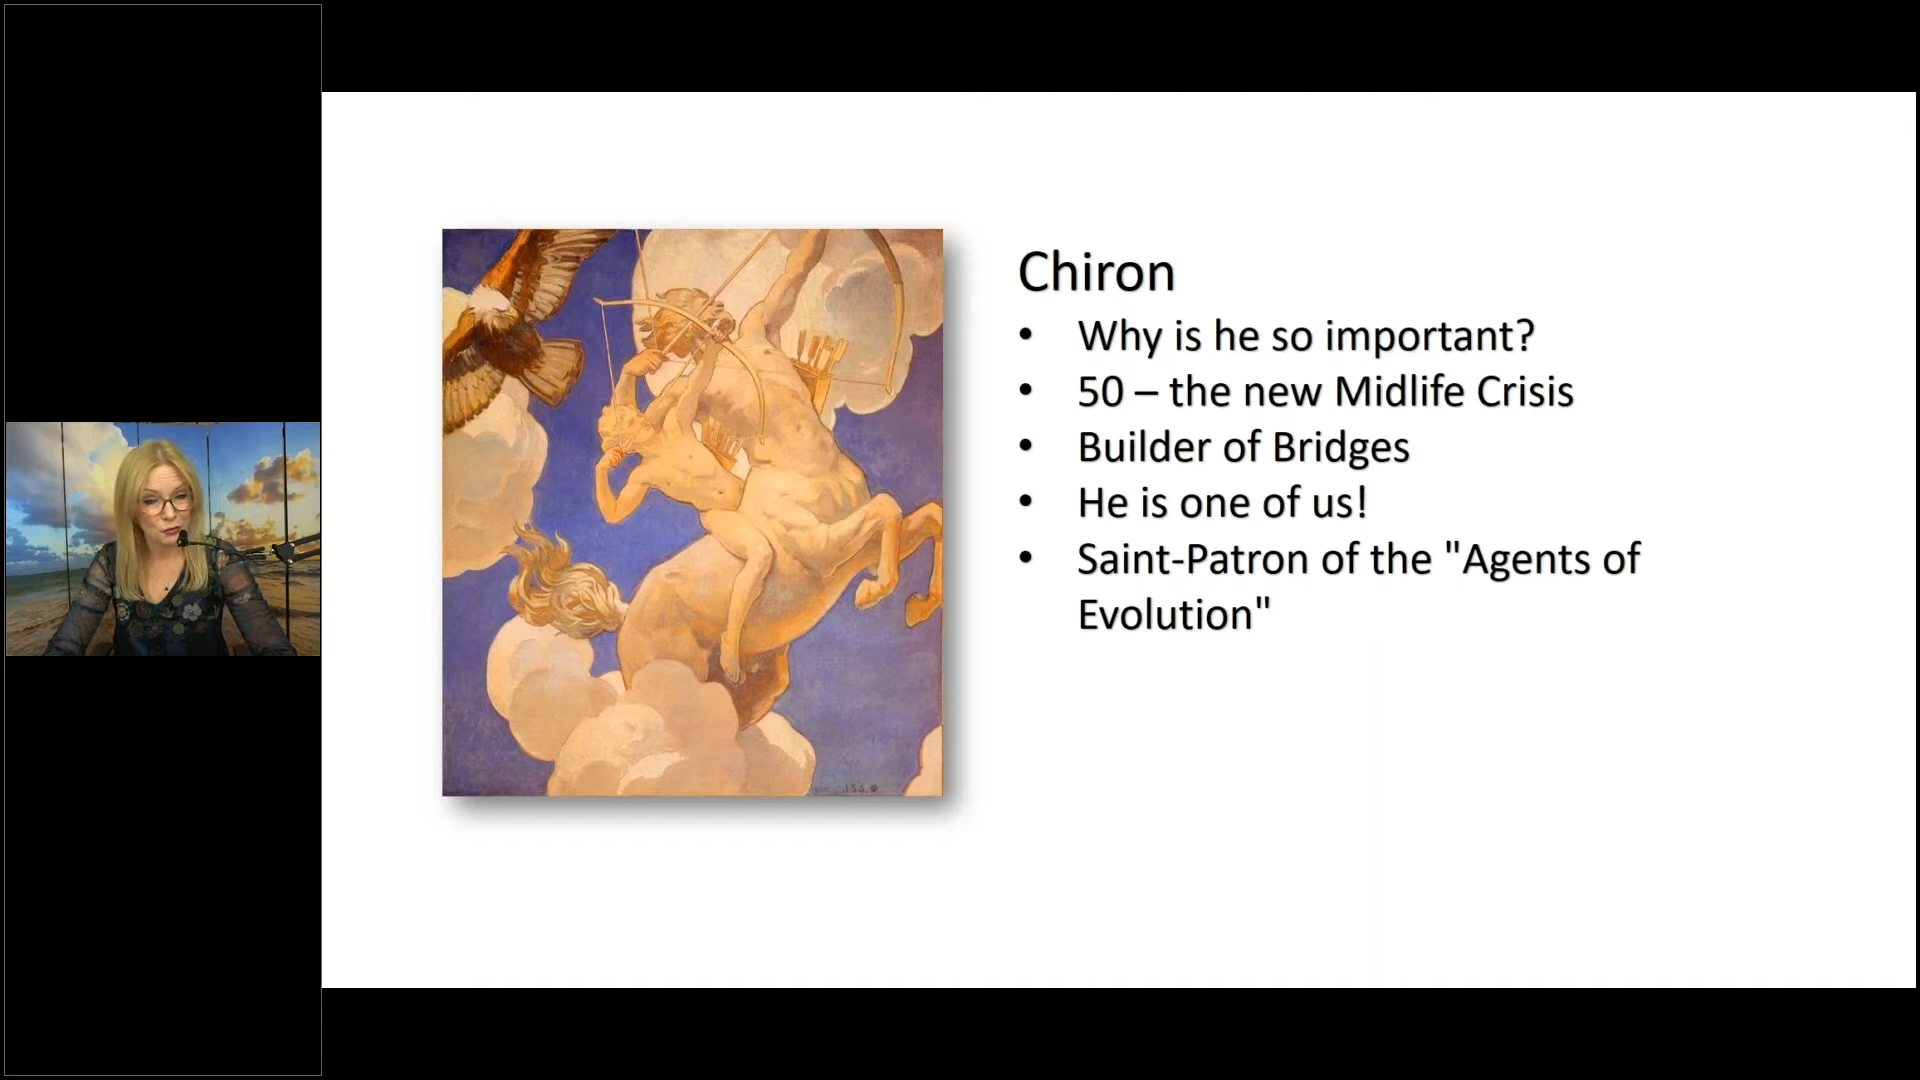 Chiron
• Why is he so important?
• 50 – the new Midlife Crisis
• Builder of Bridges
• He is one of us!
• Saint-Patron of the "Agents of
Evolution"